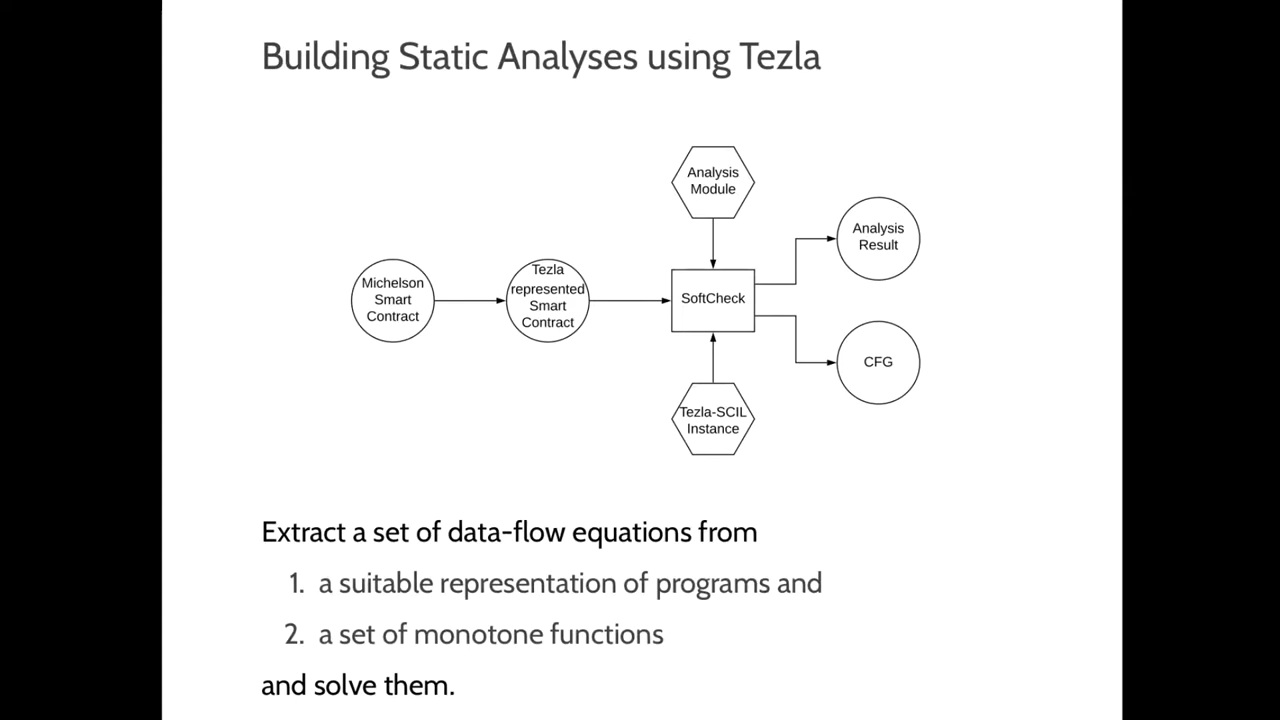 Building Static Analyses using Tezla
Analysis
Module
Analysis
Result
Michelson
Smart
Contract
Tezla
represented
Smart
Contract
SoftCheck
CFG
Tezla-SCIL
Instance
Extract a set of data-flow equations from
1. a suitable representation of programs and
2. a set of monotone functions
and solve them.